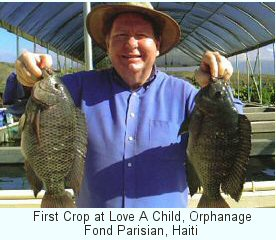 First Crop at Love A Child, Orphanage
Fond Parisian, Haiti